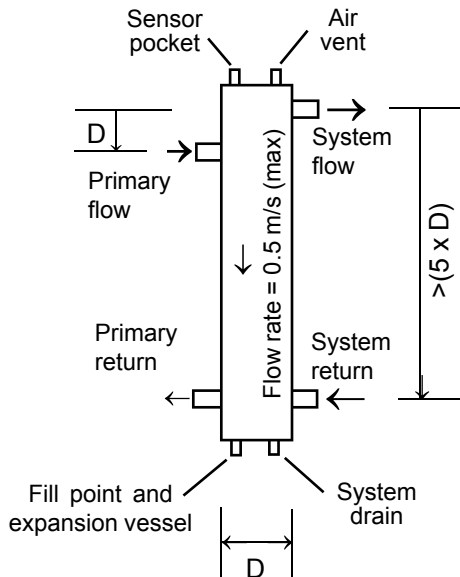 Sensor
pocket
Air
vent
D
Primary
flow
System
flow
Flow rate = 0.5 m/s (max)
>(5 x D)
Primary
return
System
return
Fill point and
expansion vessel
System
drain
D